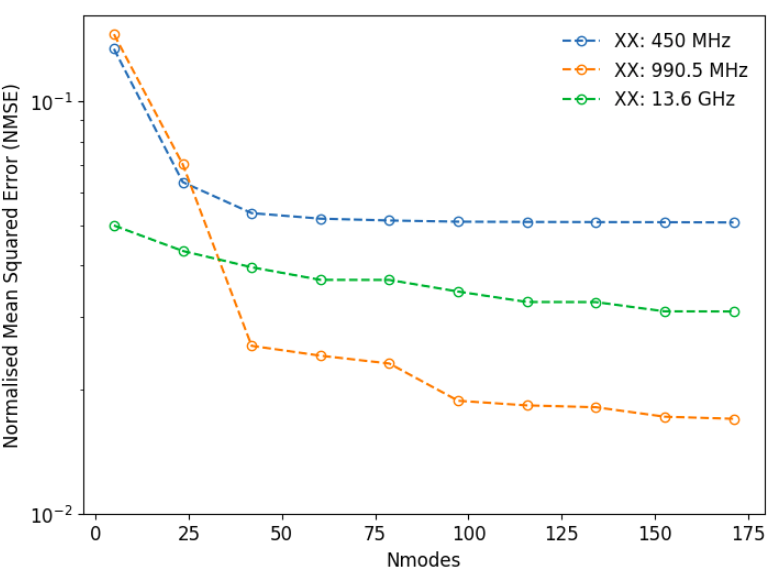 XX: 450 MHz
XX: 990.5 MHz
XX: 13.6 GHz
Normalised Mean Squared Error (NMSE)
10⁻¹
10⁻²
0 25 50 75 100 125 150 175
Nmodes